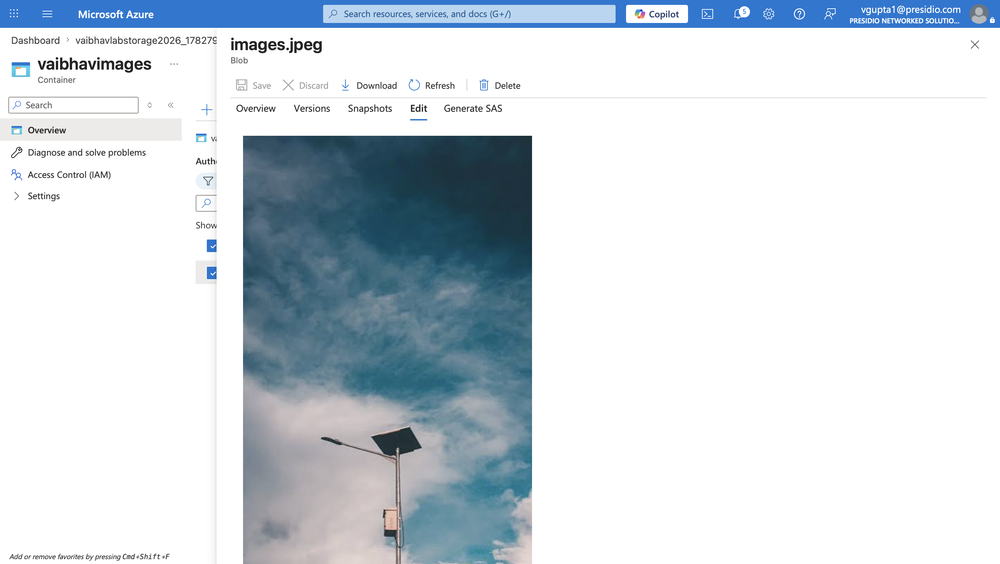 Microsoft Azure
Search resources, services, and docs (G+/)
Copilot
5
vgupta1@presidio.com
PRESIDIO NETWORKED SOLUTIO...
Dashboard > vaibhavlabstorage2026_178279
vaibhavimages ...
Container
Search
Overview
Diagnose and solve problems
Access Control (IAM)
Settings
Add or remove favorites by pressing Cmd+Shift+F
va
Auth
Show
images.jpeg
Blob
Save Discard Download Refresh Delete
Overview Versions Snapshots Edit Generate SAS